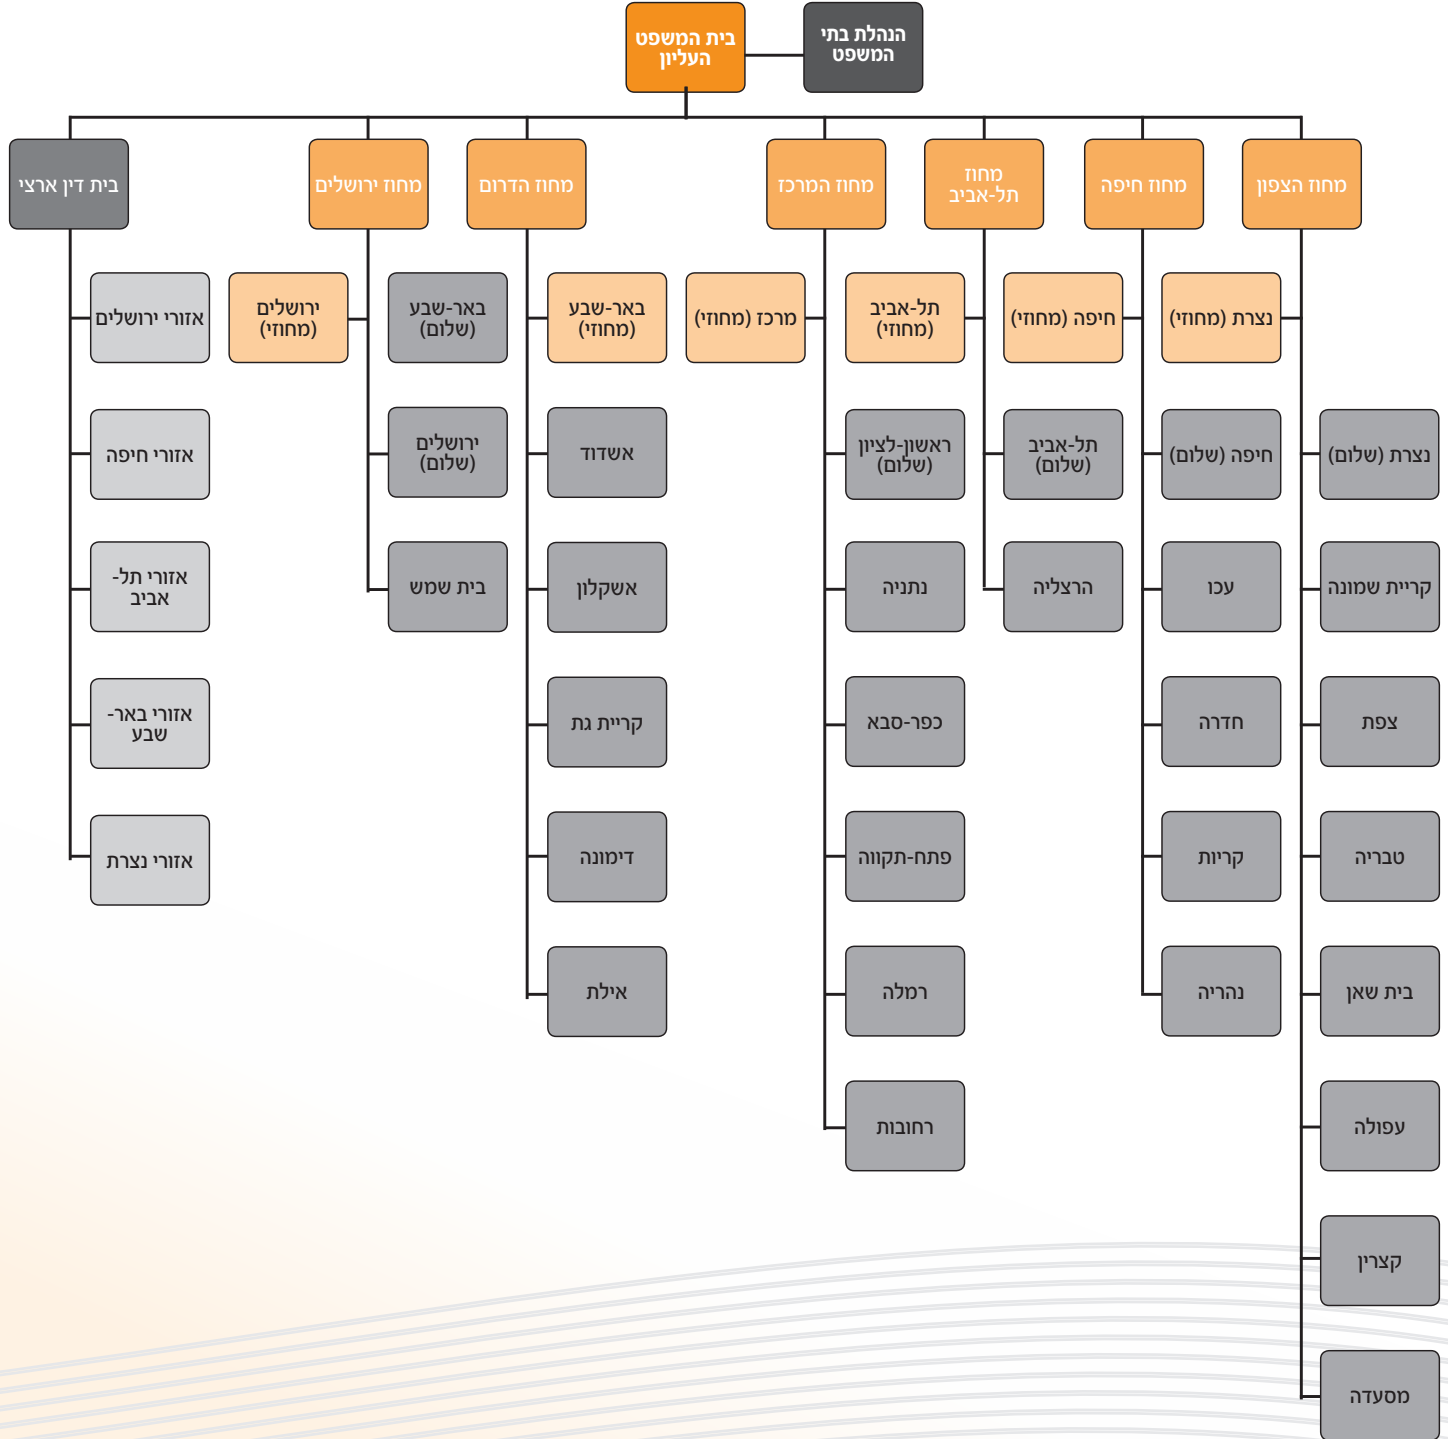 הנהלת בתי
המשפט
בית המשפט
העליון
מחוז הצפון
מחוז חיפה
מחוז
תל-אביב
מחוז המרכז
מחוז הדרום
מחוז ירושלים
בית דין ארצי
נצרת (מחוזי)
חיפה (מחוזי)
תל-אביב
(מחוזי)
מרכז (מחוזי)
באר-שבע
(מחוזי)
באר-שבע
(שלום)
ירושלים
(מחוזי)
אזורי ירושלים
נצרת (שלום)
חיפה (שלום)
תל-אביב
(שלום)
ראשון-לציון
(שלום)
אשדוד
ירושלים
(שלום)
אזורי חיפה
קריית שמונה
עכו
הרצליה
נתניה
אשקלון
בית שמש
אזורי תל-
אביב
צפת
חדרה
כפר-סבא
קריית גת
אזורי באר-
שבע
טבריה
קריות
פתח-תקווה
דימונה
אזורי נצרת
בית שאן
נהריה
רמלה
אילת
עפולה
רחובות
קצרין
מסעדה